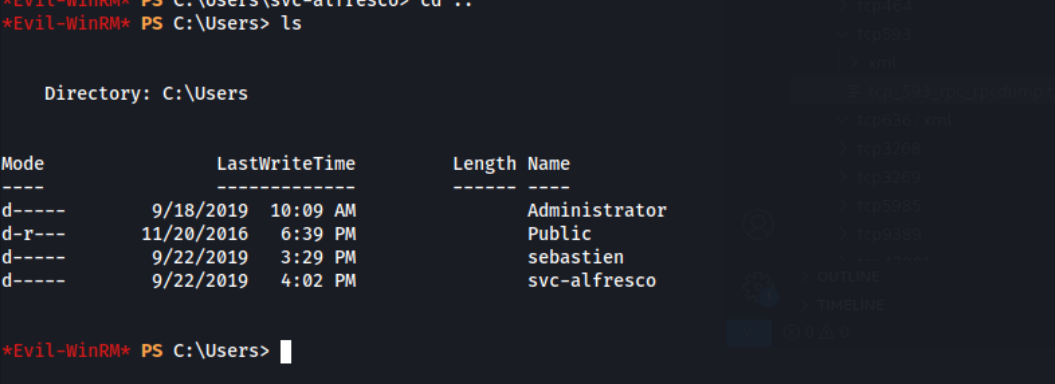 *Evil-WinRM* PS C:\Users\svc-alfresco> cd ..
*Evil-WinRM* PS C:\Users> ls
Directory: C:\Users
Mode LastWriteTime Length Name
---- ------------- ------ ----
d----- 9/18/2019 10:09 AM Administrator
d-r--- 11/20/2016 6:39 PM Public
d----- 9/22/2019 3:29 PM sebastien
d----- 9/22/2019 4:02 PM svc-alfresco
*Evil-WinRM* PS C:\Users>
tcp464
tcp593
xml
tcp636 / xml
tcp3268
tcp3269
tcp5985
tcp9389
OUTLINE
TIMELINE
0 0